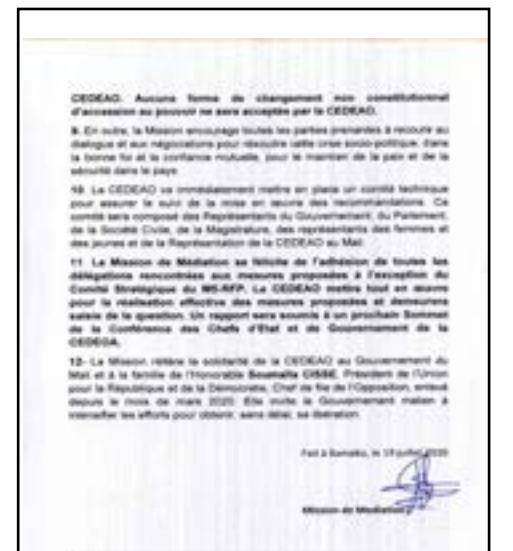 CEDEAO. Aucune forme de changement non constitutionnel
d'accession au pouvoir ne sera acceptée par la CEDEAO.
9. En outre, la Mission encourage toutes les parties prenantes à recourir au
dialogue et aux négociations pour résoudre cette crise socio-politique, dans
la bonne foi et la confiance mutuelle, pour le maintien de la paix et de la
sécurité dans le pays.
10. La CEDEAO va immédiatement mettre en place un comité technique
pour assurer le suivi de la mise en œuvre des recommandations. Ce
comité sera composé des Représentants du Gouvernement, du Parlement,
de la Société Civile, de la Magistrature, des représentants des femmes et
des jeunes et de la Représentation de la CEDEAO au Mali.
11. La Mission de Médiation se félicite de l'adhésion de toutes les
délégations rencontrées aux mesures proposées à l'exception du
Comité Stratégique du M5-RFP. La CEDEAO mettra tout en œuvre
pour la réalisation effective des mesures proposées et demeurera
saisie de la question. Un rapport sera soumis à un prochain Sommet
de la Conférence des Chefs d'Etat et de Gouvernement de la
CEDEAO.
12- La Mission réitère la solidarité de la CEDEAO au Gouvernement du
Mali et à la famille de l'Honorable Soumaila CISSE, Président de l'Union
pour la République et de la Démocratie, Chef de file de l'Opposition, enlevé
depuis le mois de mars 2020. Elle invite le Gouvernement malien à
intensifier les efforts pour obtenir, sans délai, sa libération.
Fait à Bamako, le 19 juillet 2020
Mission de Médiation